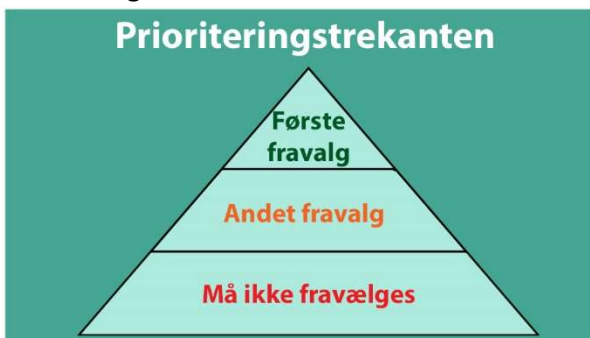 Prioriteringstrekanten
Første
fravalg
Andet fravalg
Må ikke fravælges